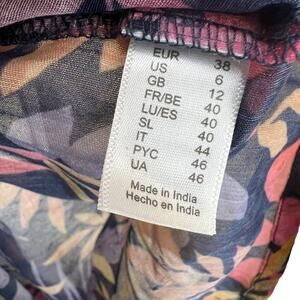 EUR 38
US 6
GB 12
FR/BE 40
LU/ES 40
SL 40
IT 44
РУС 46
UA 46
Made in India
Hecho en India